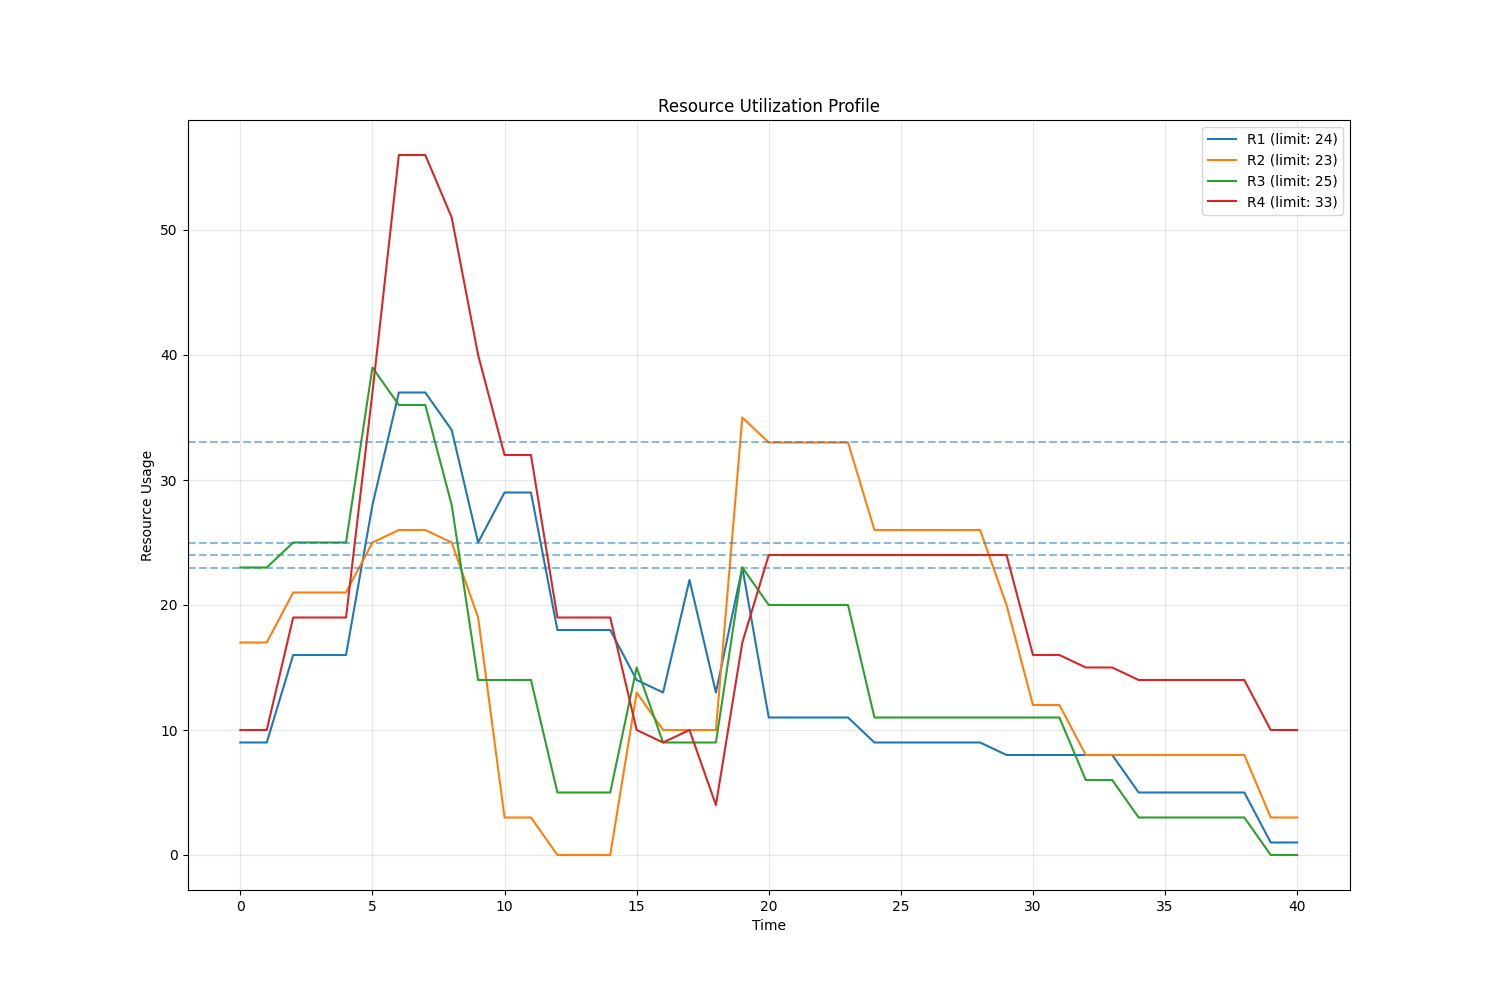 Resource Utilization Profile
R1 (limit: 24)
R2 (limit: 23)
R3 (limit: 25)
R4 (limit: 33)
Resource Usage
50
40
30
20
10
0
0 5 10 15 20 25 30 35 40
Time